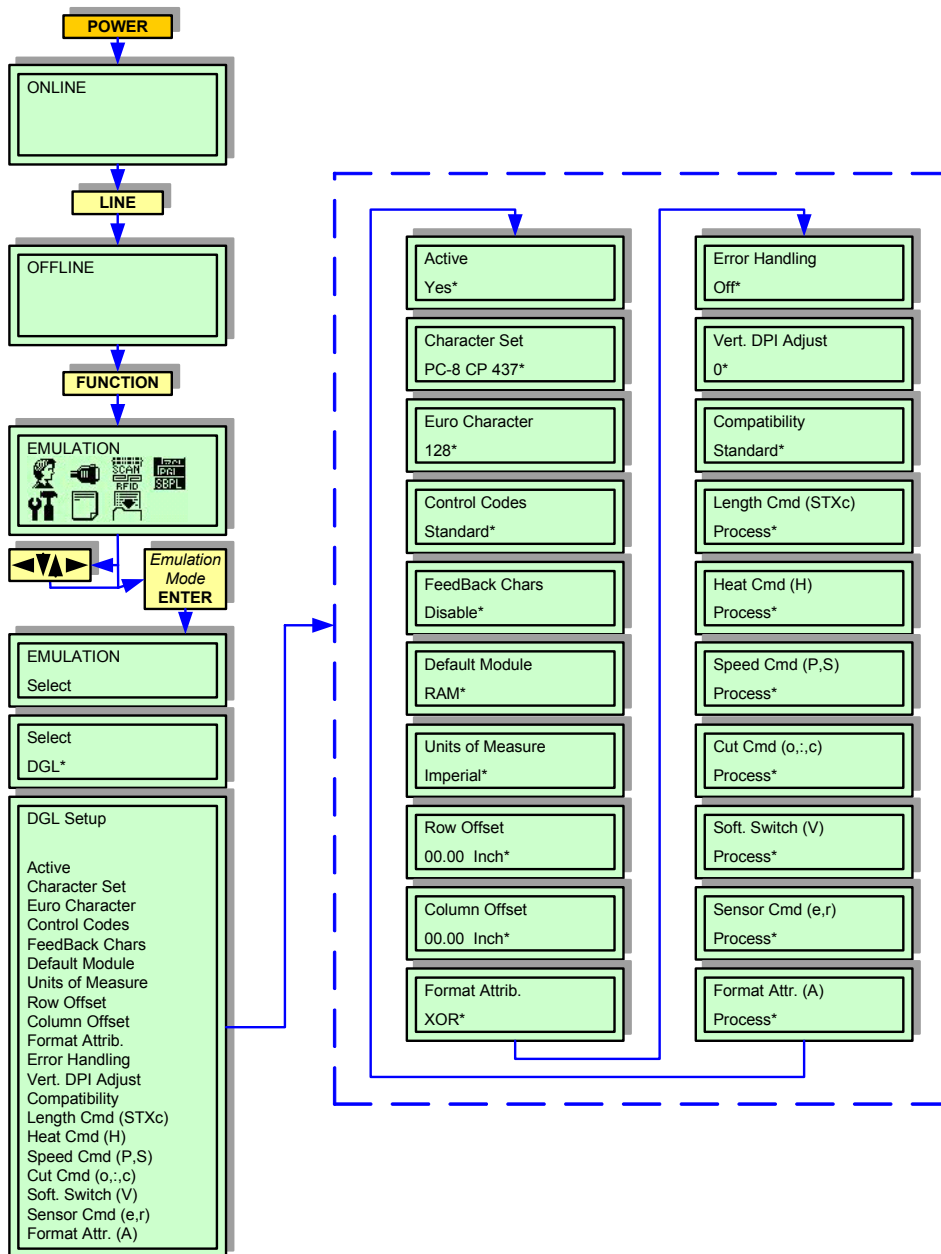 POWER
ONLINE
LINE
OFFLINE
FUNCTION
EMULATION
SCAN
RFID
PGL
SBPL
Emulation
Mode
ENTER
EMULATION
Select
Select
DGL*
DGL Setup
Active
Character Set
Euro Character
Control Codes
FeedBack Chars
Default Module
Units of Measure
Row Offset
Column Offset
Format Attrib.
Error Handling
Vert. DPI Adjust
Compatibility
Length Cmd (STXc)
Heat Cmd (H)
Speed Cmd (P,S)
Cut Cmd (o,:,c)
Soft. Switch (V)
Sensor Cmd (e,r)
Format Attr. (A)
Active
Yes*
Character Set
PC-8 CP 437*
Euro Character
128*
Control Codes
Standard*
FeedBack Chars
Disable*
Default Module
RAM*
Units of Measure
Imperial*
Row Offset
00.00 Inch*
Column Offset
00.00 Inch*
Format Attrib.
XOR*
Error Handling
Off*
Vert. DPI Adjust
0*
Compatibility
Standard*
Length Cmd (STXc)
Process*
Heat Cmd (H)
Process*
Speed Cmd (P,S)
Process*
Cut Cmd (o,:,c)
Process*
Soft. Switch (V)
Process*
Sensor Cmd (e,r)
Process*
Format Attr. (A)
Process*